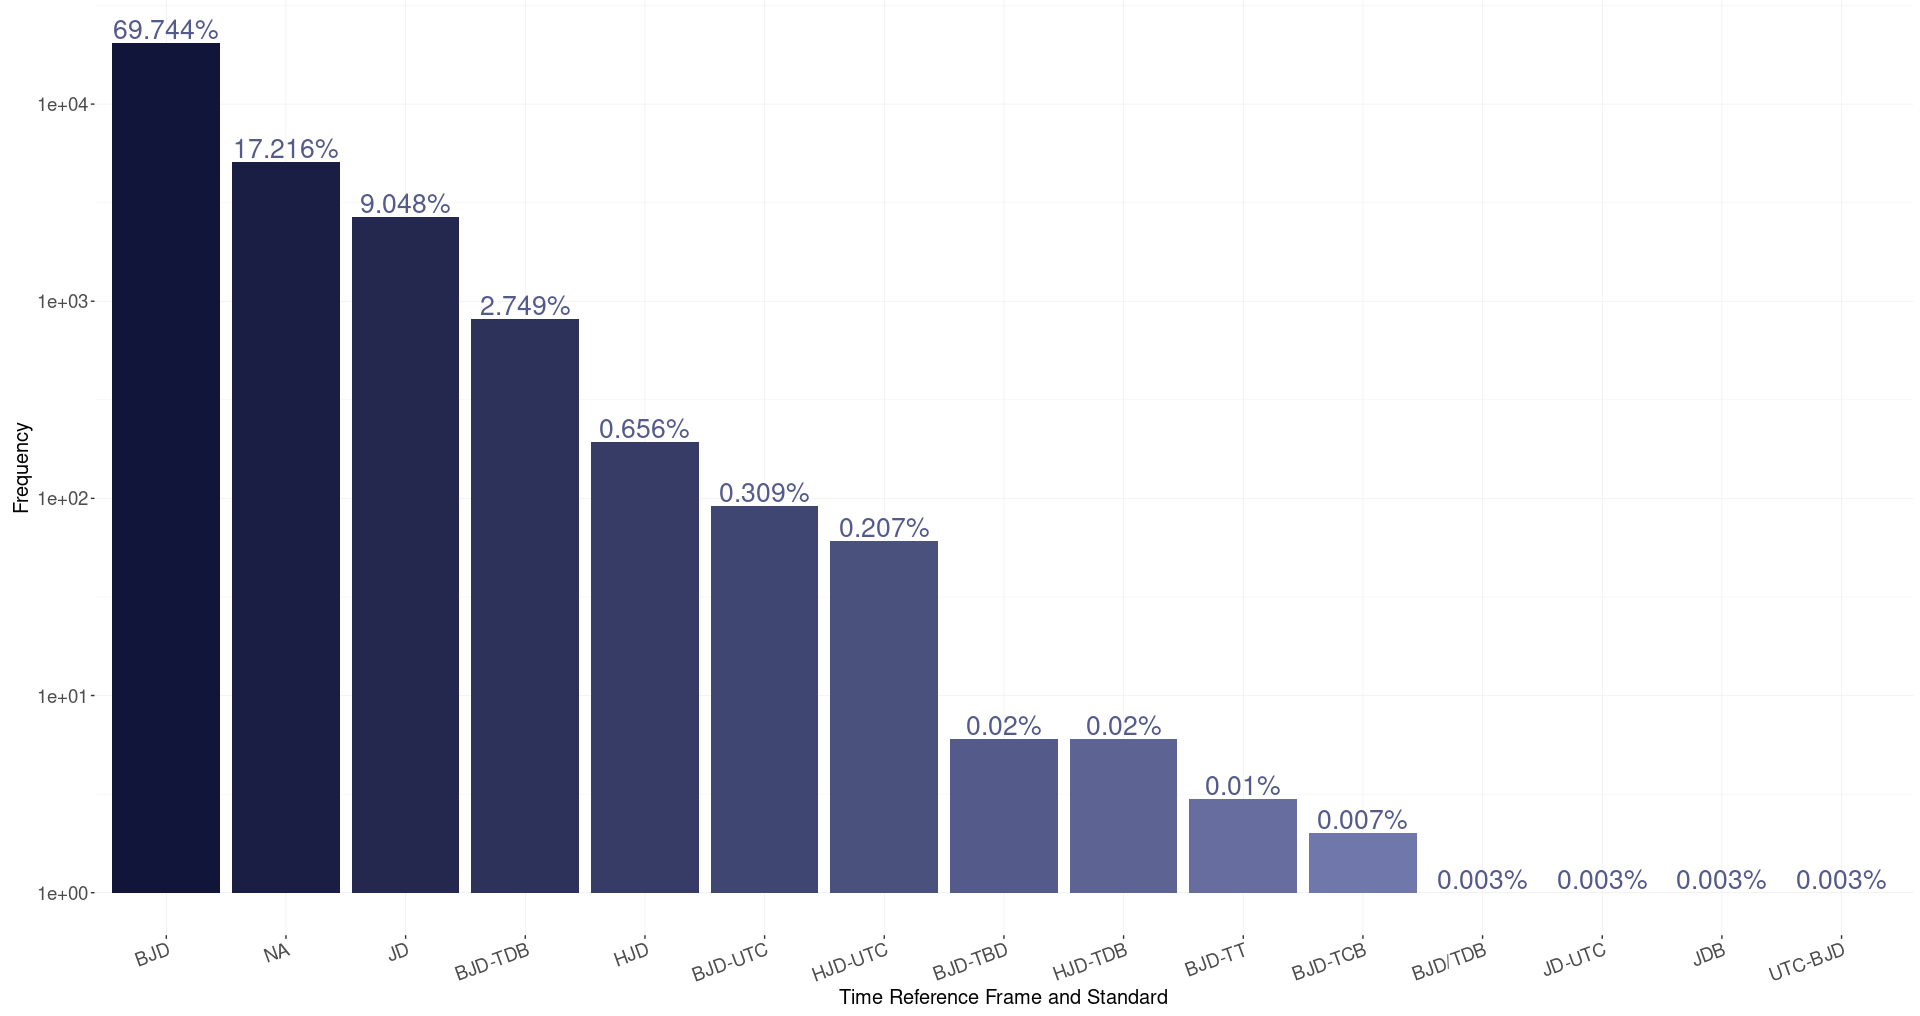 69.744%
17.216%
9.048%
2.749%
0.656%
0.309%
0.207%
0.02%
0.02%
0.01%
0.007%
0.003%
0.003%
0.003%
0.003%
1e+04
1e+03
1e+02
1e+01
1e+00
Frequency
BJD
NA
JD
BJD-TDB
HJD
BJD-UTC
HJD-UTC
BJD-TBD
HJD-TDB
BJD-TT
BJD-TCB
BJD/TDB
JD-UTC
JDB
UTC-BJD
Time Reference Frame and Standard